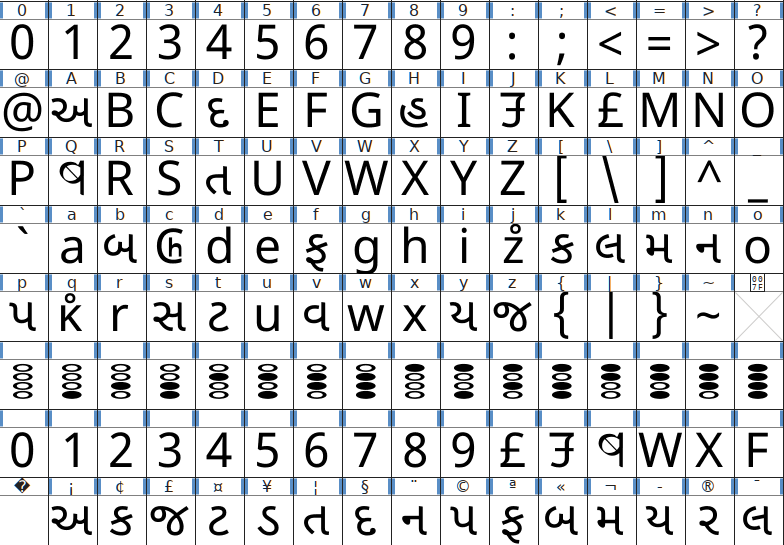 0 1 2 3 4 5 6 7 8 9 : ; < = > ?
0 1 2 3 4 5 6 7 8 9 : ; < = > ?
@ A B C D E F G H I J K L M N O
@ અ B C દ E F G હ I K £ M N O
P Q R S T U V W X Y Z [ \ ] ^ _
P R S ત U V W X Y Z [ \ ] ^ _
` a b c d e f g h i j k l m n o
` a બ d e ફ g h i ક લ મ ન o
p q r s t u v w x y z { | } ~ 007F
પ r સ ટ u વ w x ય જ { | } ~
0 1 2 3 4 5 6 7 8 9 £ W X F
� ¡ ¢ £ ¤ ¥ ¦ § ¨ © ª « ¬ - ® ¯
અ ક જ ટ ડ ત દ ન પ ફ બ મ ય ર લ